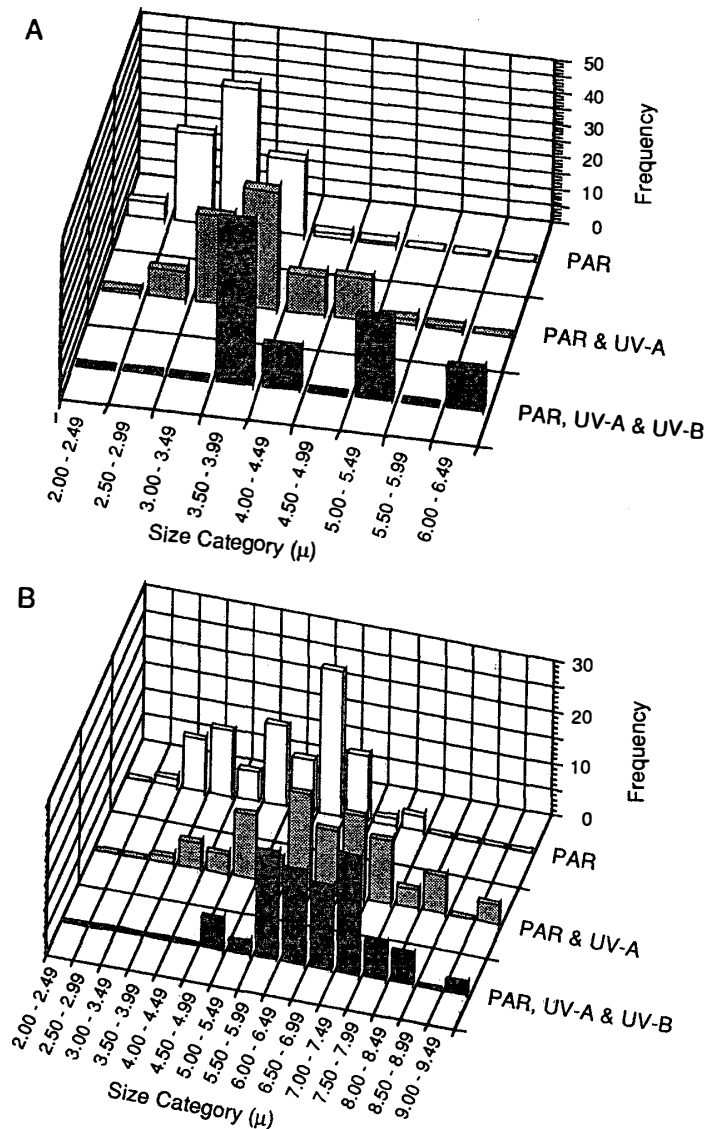 A
50
40
30
20
10
0
Frequency
PAR
PAR & UV-A
PAR, UV-A & UV-B
2.00 - 2.49
2.50 - 2.99
3.00 - 3.49
3.50 - 3.99
4.00 - 4.49
4.50 - 4.99
5.00 - 5.49
5.50 - 5.99
6.00 - 6.49
Size Category (μ)
B
30
20
10
0
Frequency
PAR
PAR & UV-A
PAR, UV-A & UV-B
2.00 - 2.49
2.50 - 2.99
3.00 - 3.49
3.50 - 3.99
4.00 - 4.49
4.50 - 4.99
5.00 - 5.49
5.50 - 5.99
6.00 - 6.49
6.50 - 6.99
7.00 - 7.49
7.50 - 7.99
8.00 - 8.49
8.50 - 8.99
9.00 - 9.49
Size Category (μ)